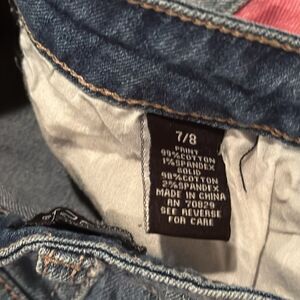 7/8
PRINT
99%COTTON
1%SPANDEX
SOLID
98%COTTON
2%SPANDEX
MADE IN CHINA
RN 70829
SEE REVERSE
FOR CARE